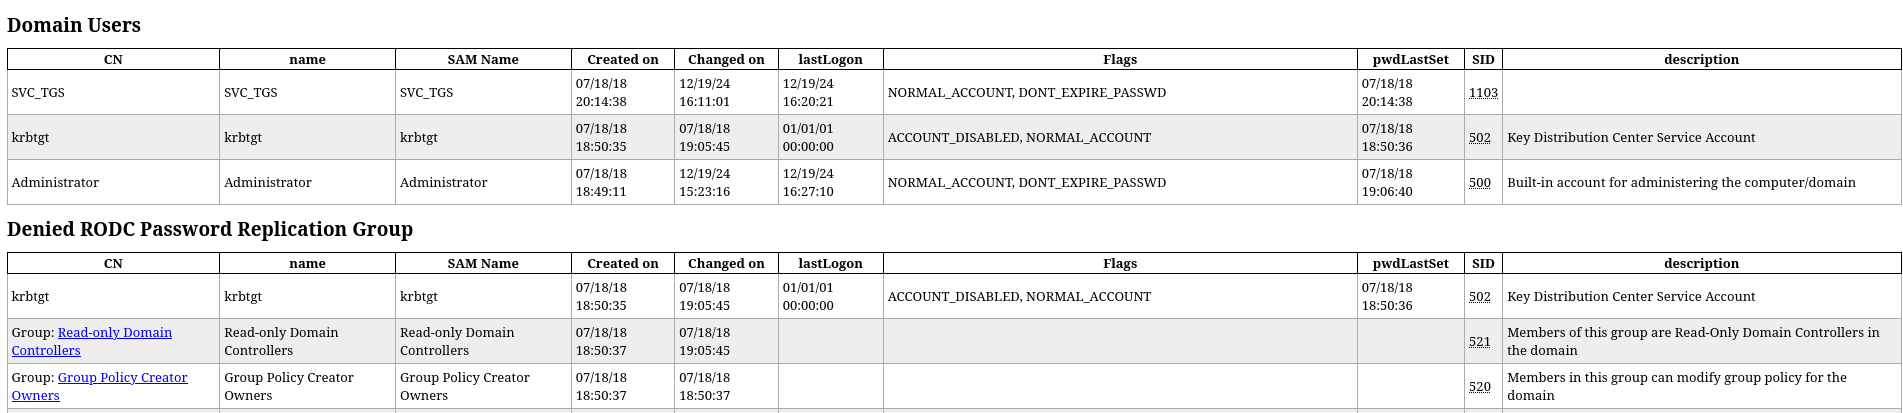 Domain Users
CN name SAM Name Created on Changed on lastLogon Flags pwdLastSet SID description
SVC_TGS SVC_TGS SVC_TGS 07/18/18 20:14:38 12/19/24 16:11:01 12/19/24 16:20:21 NORMAL_ACCOUNT, DONT_EXPIRE_PASSWD 07/18/18 20:14:38 1103
krbtgt krbtgt krbtgt 07/18/18 18:50:35 07/18/18 19:05:45 01/01/01 00:00:00 ACCOUNT_DISABLED, NORMAL_ACCOUNT 07/18/18 18:50:36 502 Key Distribution Center Service Account
Administrator Administrator Administrator 07/18/18 18:49:11 12/19/24 15:23:16 12/19/24 16:27:10 NORMAL_ACCOUNT, DONT_EXPIRE_PASSWD 07/18/18 19:06:40 500 Built-in account for administering the computer/domain
Denied RODC Password Replication Group
CN name SAM Name Created on Changed on lastLogon Flags pwdLastSet SID description
krbtgt krbtgt krbtgt 07/18/18 18:50:35 07/18/18 19:05:45 01/01/01 00:00:00 ACCOUNT_DISABLED, NORMAL_ACCOUNT 07/18/18 18:50:36 502 Key Distribution Center Service Account
Group: Read-only Domain Controllers Read-only Domain Controllers Read-only Domain Controllers 07/18/18 18:50:37 07/18/18 19:05:45 521 Members of this group are Read-Only Domain Controllers in the domain
Group: Group Policy Creator Owners Group Policy Creator Owners Group Policy Creator Owners 07/18/18 18:50:37 07/18/18 18:50:37 520 Members in this group can modify group policy for the domain